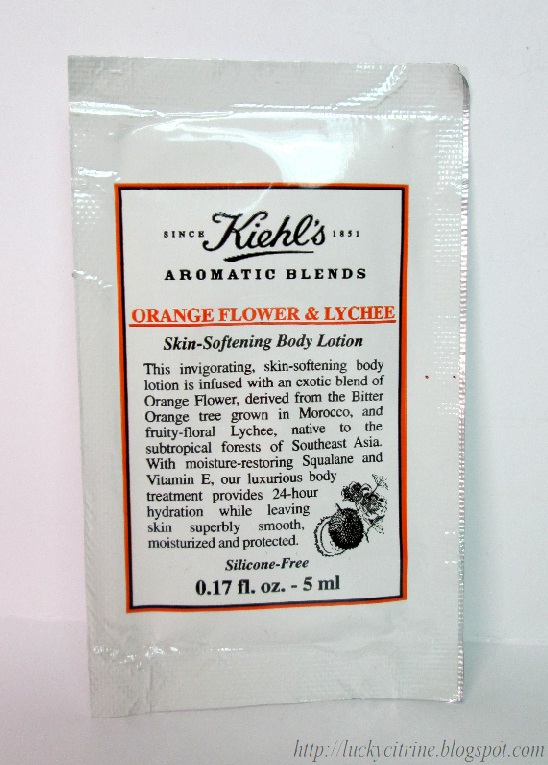 SINCE Kiehl's 1851
AROMATIC BLENDS
ORANGE FLOWER & LYCHEE
Skin-Softening Body Lotion
This invigorating, skin-softening body
lotion is infused with an exotic blend of
Orange Flower, derived from the Bitter
Orange tree grown in Morocco, and
fruity-floral Lychee, native to the
subtropical forests of Southeast Asia.
With moisture-restoring Squalane and
Vitamin E, our luxurious body
treatment provides 24-hour
hydration while leaving
skin superbly smooth,
moisturized and protected.
Silicone-Free
0.17 fl. oz. - 5 ml
http://luckycitrine.blogspot.com